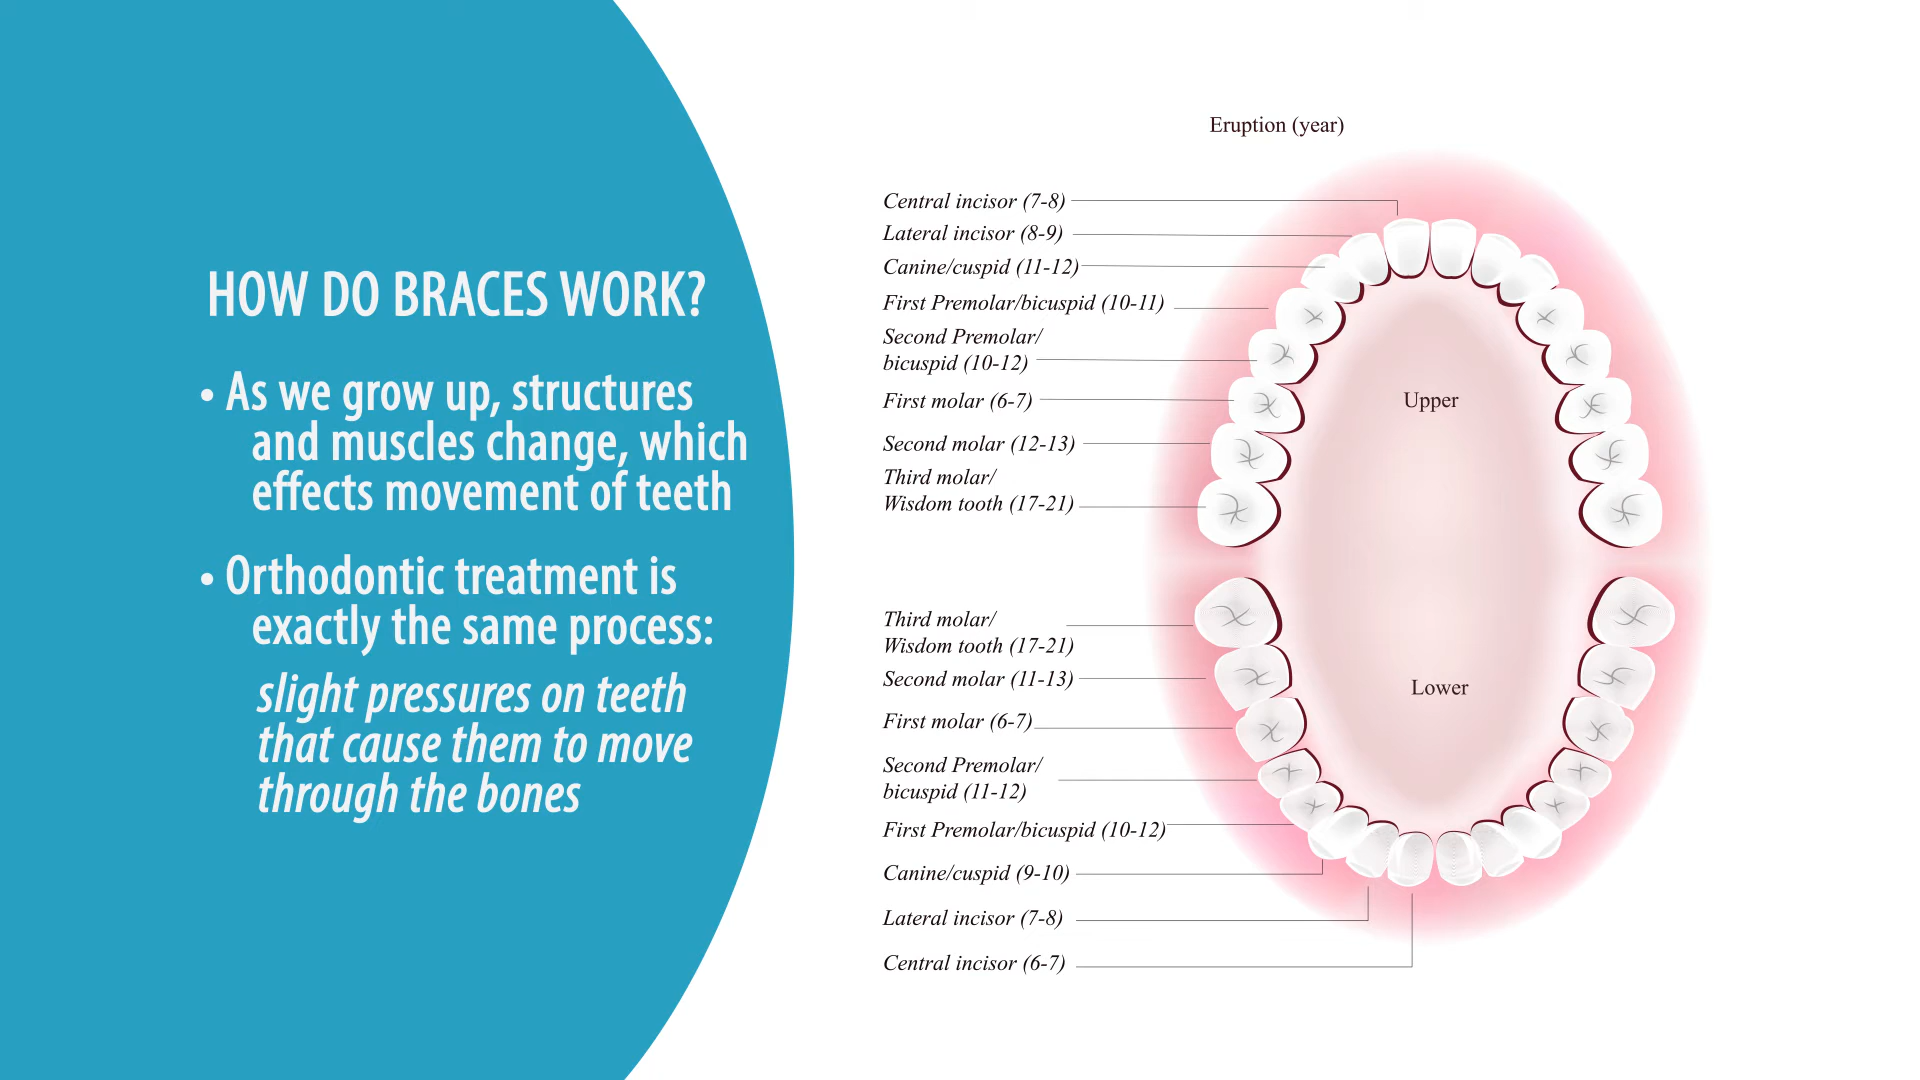 HOW DO BRACES WORK?
• As we grow up, structures
and muscles change, which
effects movement of teeth
• Orthodontic treatment is
exactly the same process:
slight pressures on teeth
that cause them to move
through the bones
Eruption (year)
Central incisor (7-8)
Lateral incisor (8-9)
Canine/cuspid (11-12)
First Premolar/bicuspid (10-11)
Second Premolar/
bicuspid (10-12)
First molar (6-7)
Second molar (12-13)
Third molar/
Wisdom tooth (17-21)
Upper
Third molar/
Wisdom tooth (17-21)
Second molar (11-13)
First molar (6-7)
Second Premolar/
bicuspid (11-12)
First Premolar/bicuspid (10-12)
Canine/cuspid (9-10)
Lateral incisor (7-8)
Central incisor (6-7)
Lower